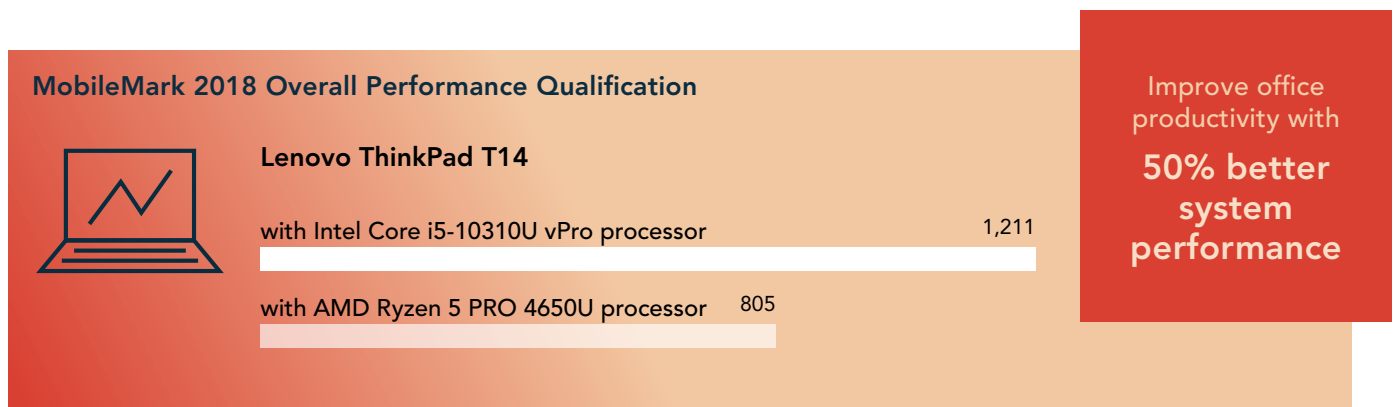 MobileMark 2018 Overall Performance Qualification
Lenovo ThinkPad T14
with Intel Core i5-10310U vPro processor 1,211
with AMD Ryzen 5 PRO 4650U processor 805
Improve office
productivity with
50% better
system
performance